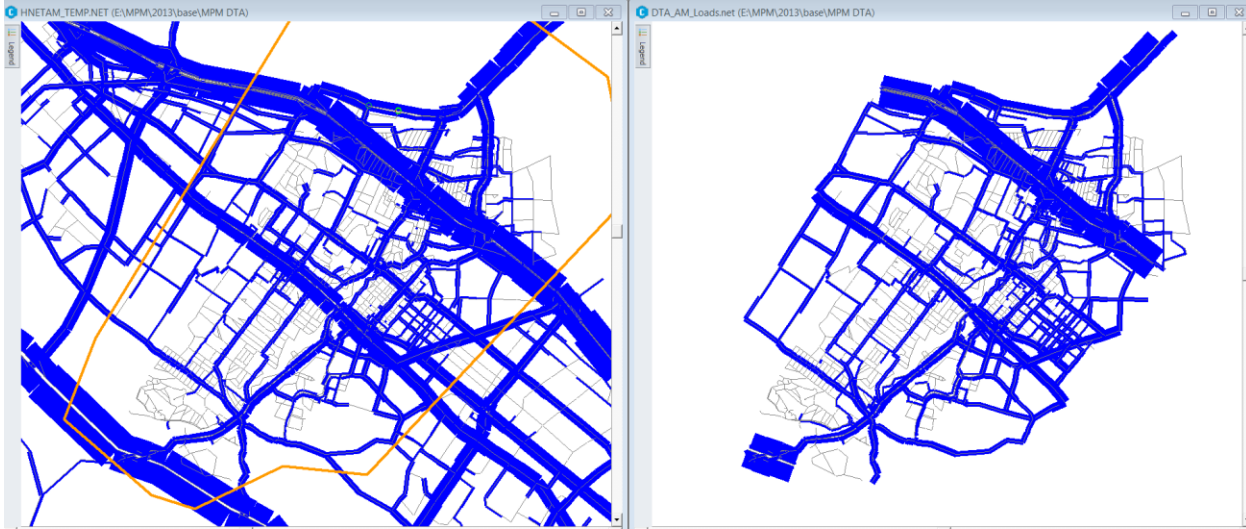 HNETAM_TEMP.NET (E:\MPM\2013\base\MPM DTA)
Legend
DTA_AM_Loads.net (E:\MPM\2013\base\MPM DTA)
Legend